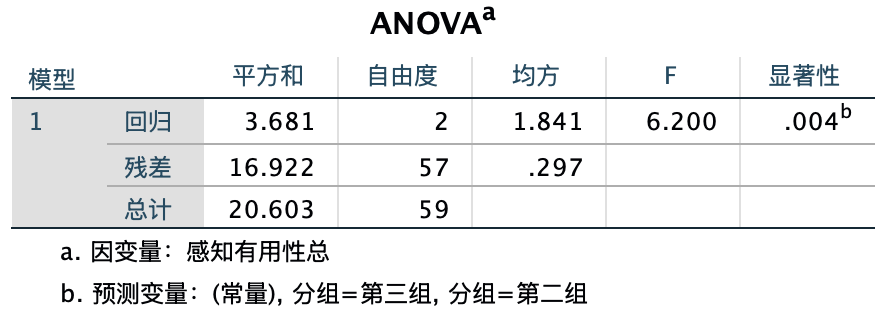 ANOVAa
模型 平方和 自由度 均方 F 显著性
1 回归 3.681 2 1.841 6.200 .004b
残差 16.922 57 .297
总计 20.603 59
a. 因变量：感知有用性总
b. 预测变量：(常量), 分组=第三组, 分组=第二组